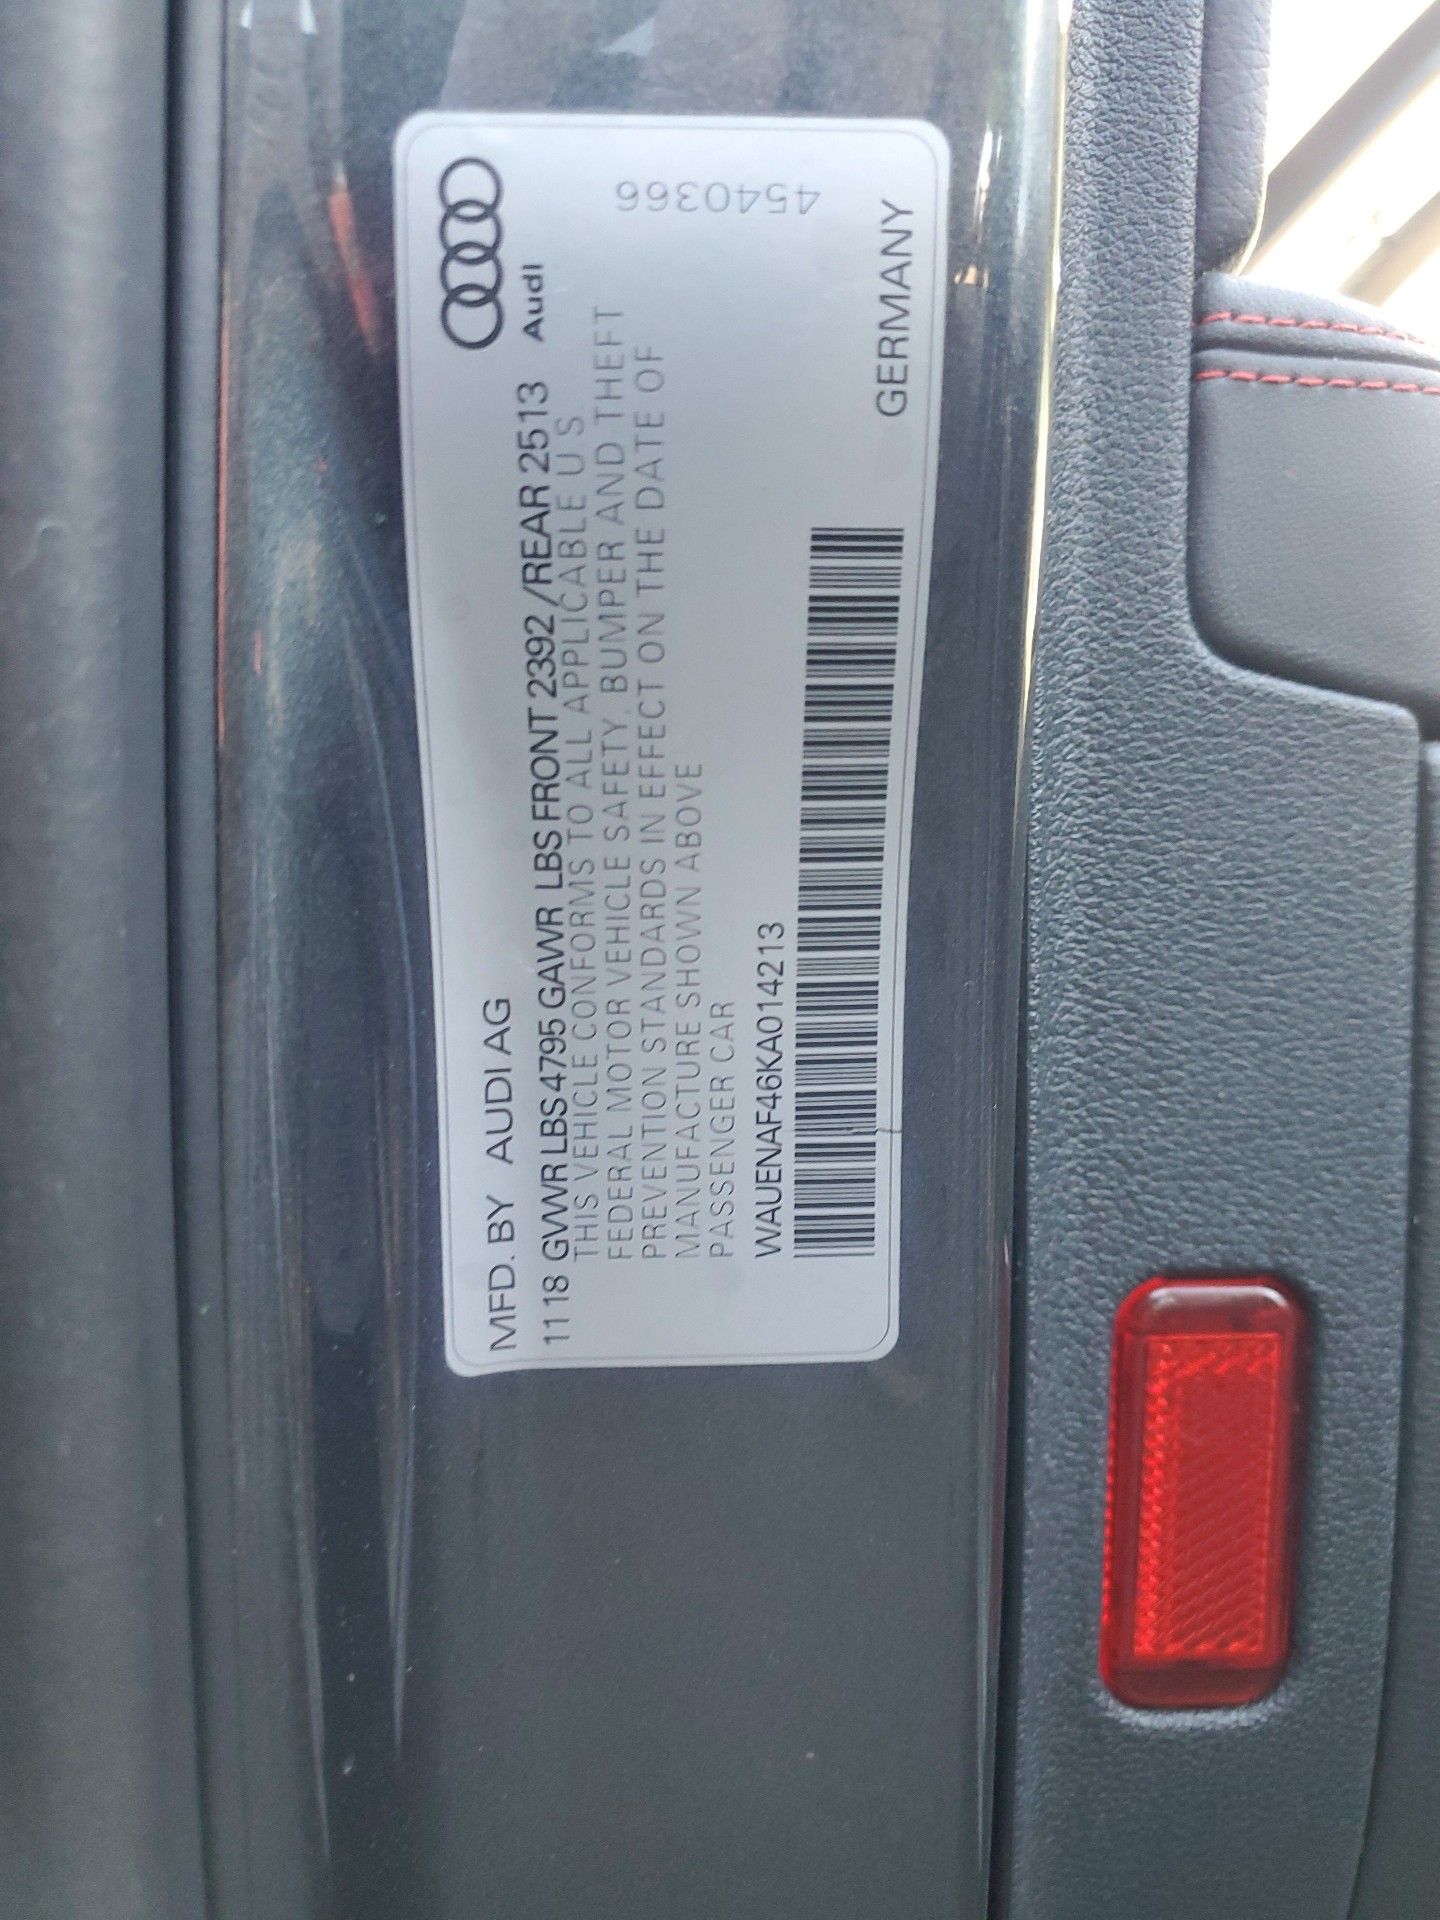 Audi
MFD. BY AUDI AG
11 18 GVWR LBS 4795 GAWR LBS FRONT 2392 /REAR 2513
THIS VEHICLE CONFORMS TO ALL APPLICABLE U S
FEDERAL MOTOR VEHICLE SAFETY, BUMPER AND THEFT
PREVENTION STANDARDS IN EFFECT ON THE DATE OF
MANUFACTURE SHOWN ABOVE
PASSENGER CAR
WAUENAF46KA014213
GERMANY
4540366